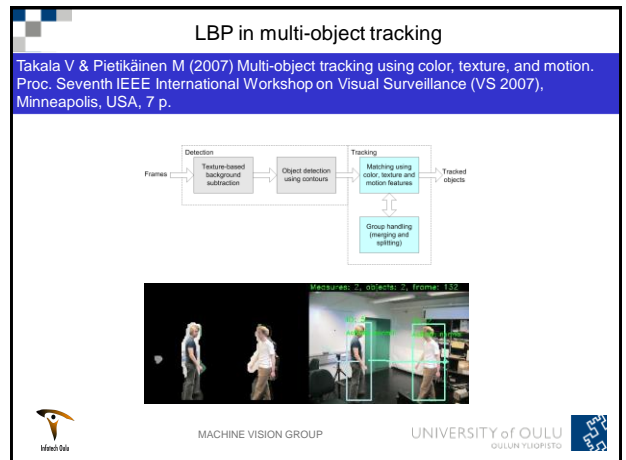 LBP in multi-object tracking
Takala V & Pietikäinen M (2007) Multi-object tracking using color, texture, and motion.
Proc. Seventh IEEE International Workshop on Visual Surveillance (VS 2007),
Minneapolis, USA, 7 p.
Detection
Tracking
Frames
Texture-based
background
subtraction
Object detection
using contours
Matching using
color, texture and
motion features
Tracked
objects
Group handling
(merging and
splitting)
Measures: 2, objects: 2, frame: 132
Infotech Oulu
MACHINE VISION GROUP
UNIVERSITY of OULU
OULUN YLIOPISTO